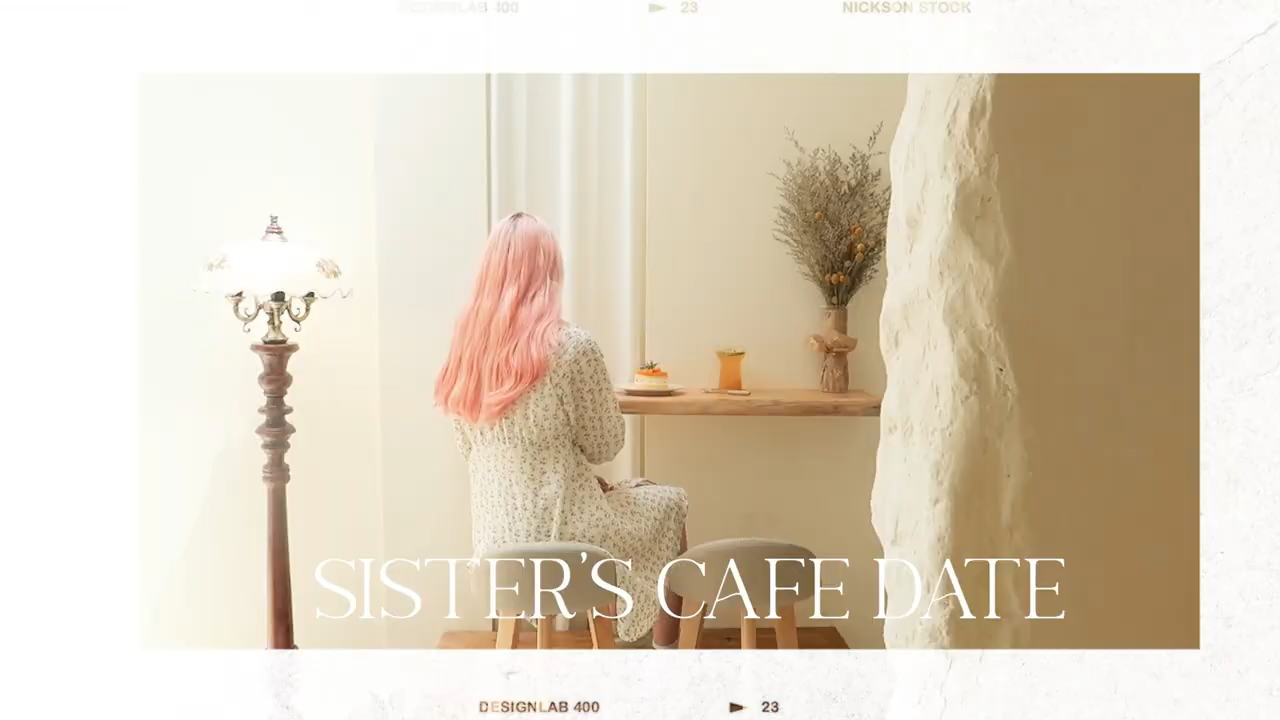 DESIGNLAB 400 23 NICKSON STOCK
SISTER'S CAFE DATE
DESIGNLAB 400 23